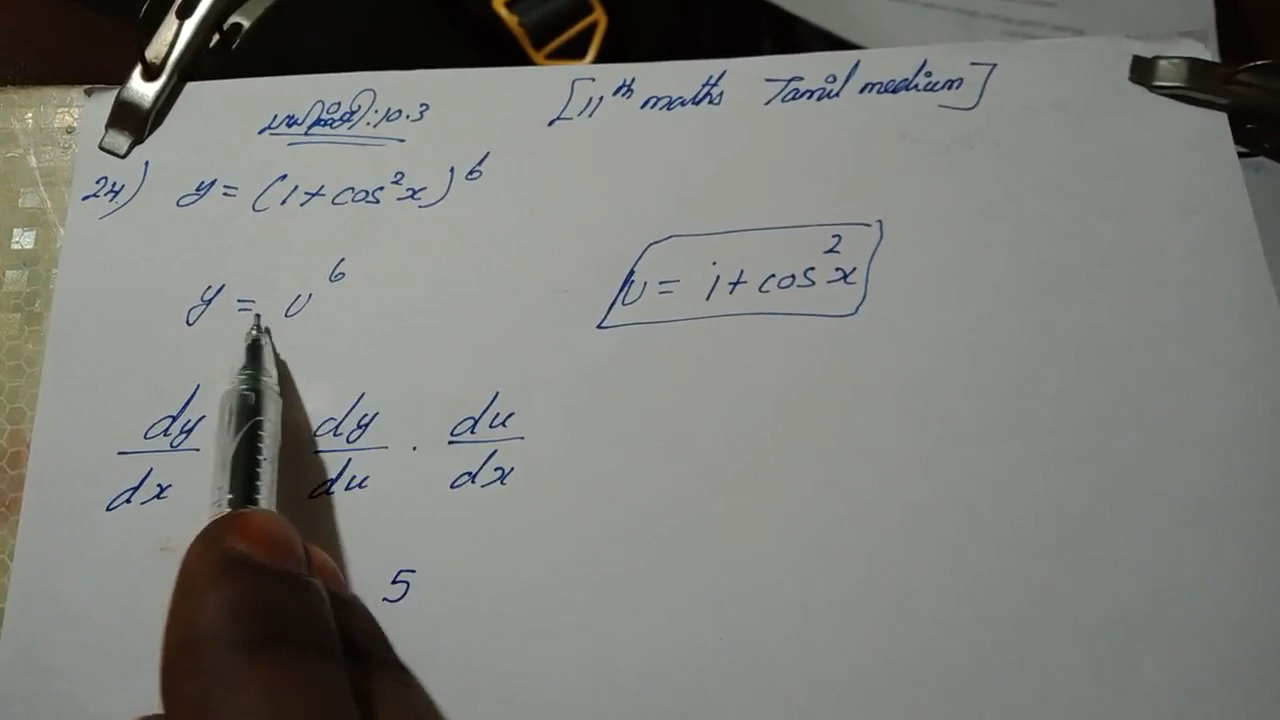 பயிற்சி: 10.3 [11th maths Tamil medium]
24.) y = (1 + cos²x)⁶
y = u⁶
u = 1 + cos²x
dy/dx dy/du . du/dx
5